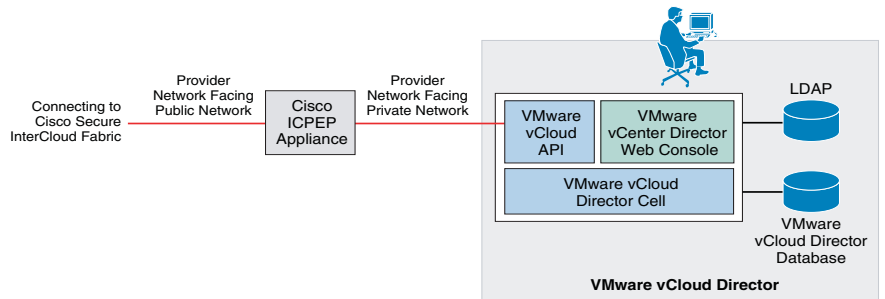 Connecting to
Cisco Secure
InterCloud Fabric
Provider
Network Facing
Public Network
Cisco
ICPEP
Appliance
Provider
Network Facing
Private Network
VMware
vCloud
API
VMware
vCenter Director
Web Console
VMware vCloud
Director Cell
LDAP
VMware
vCloud Director
Database
VMware vCloud Director